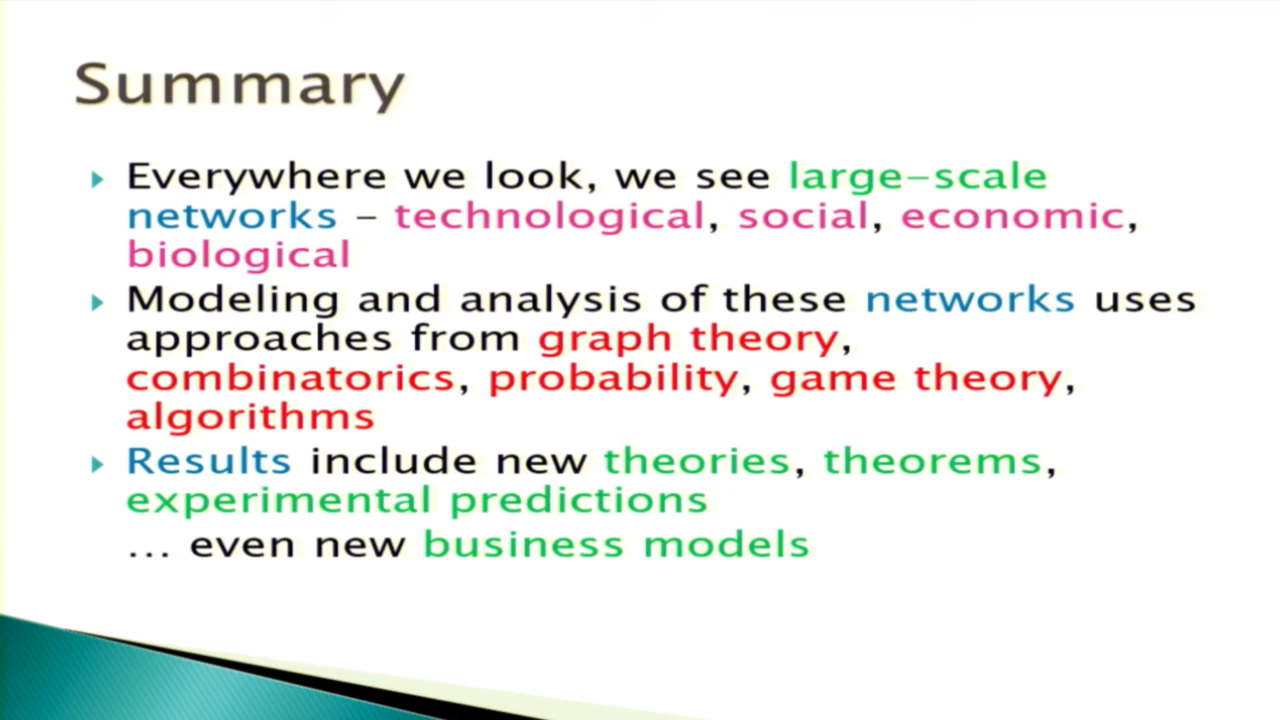 Summary
Everywhere we look, we see large-scale
networks – technological, social, economic,
biological
Modeling and analysis of these networks uses
approaches from graph theory,
combinatorics, probability, game theory,
algorithms
Results include new theories, theorems,
experimental predictions
... even new business models